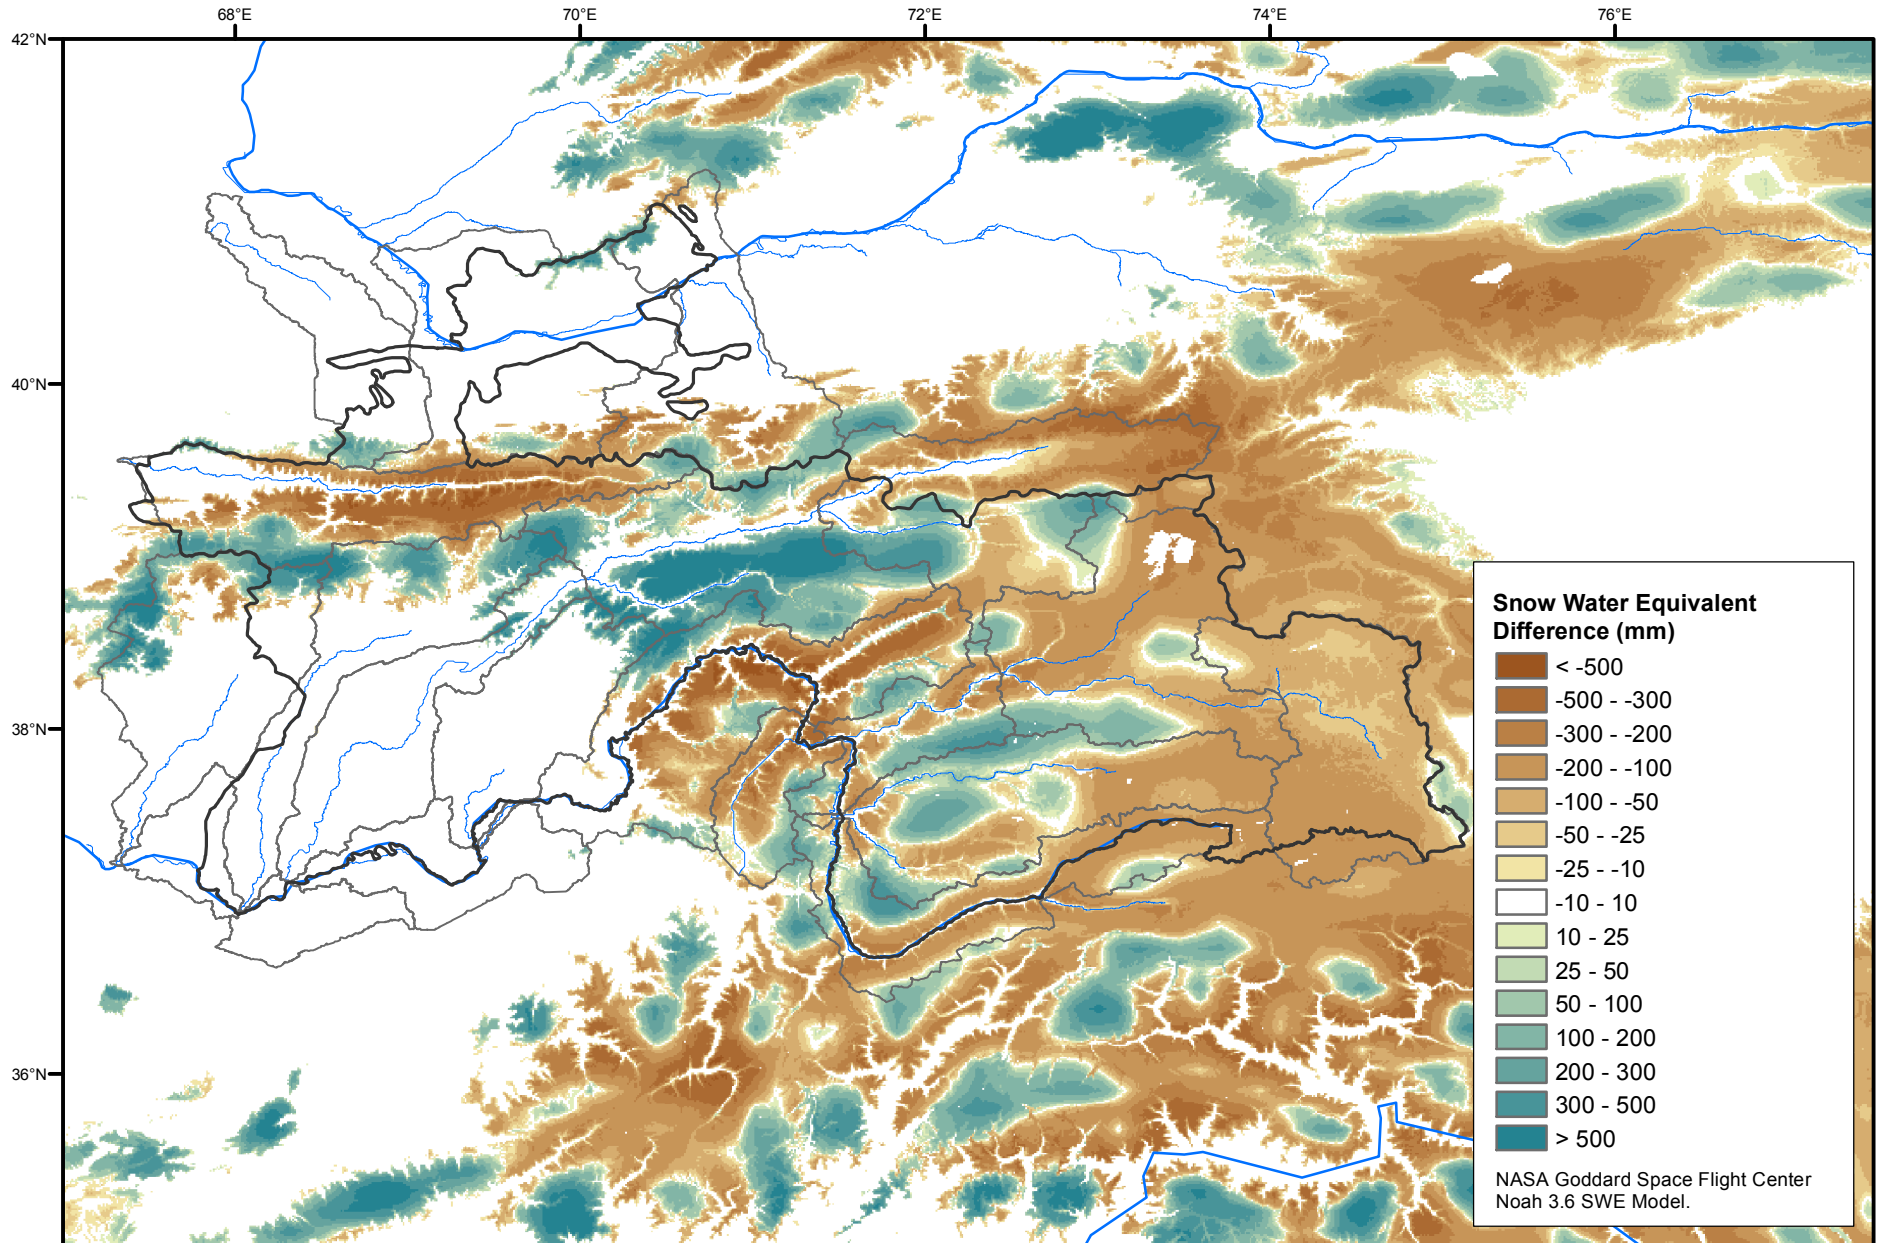 68°E 70°E 72°E 74°E 76°E
42°N
40°N
38°N
36°N
Snow Water Equivalent
Difference (mm)
< -500
-500 - -300
-300 - -200
-200 - -100
-100 - -50
-50 - -25
-25 - -10
-10 - 10
10 - 25
25 - 50
50 - 100
100 - 200
200 - 300
300 - 500
> 500
NASA Goddard Space Flight Center
Noah 3.6 SWE Model.